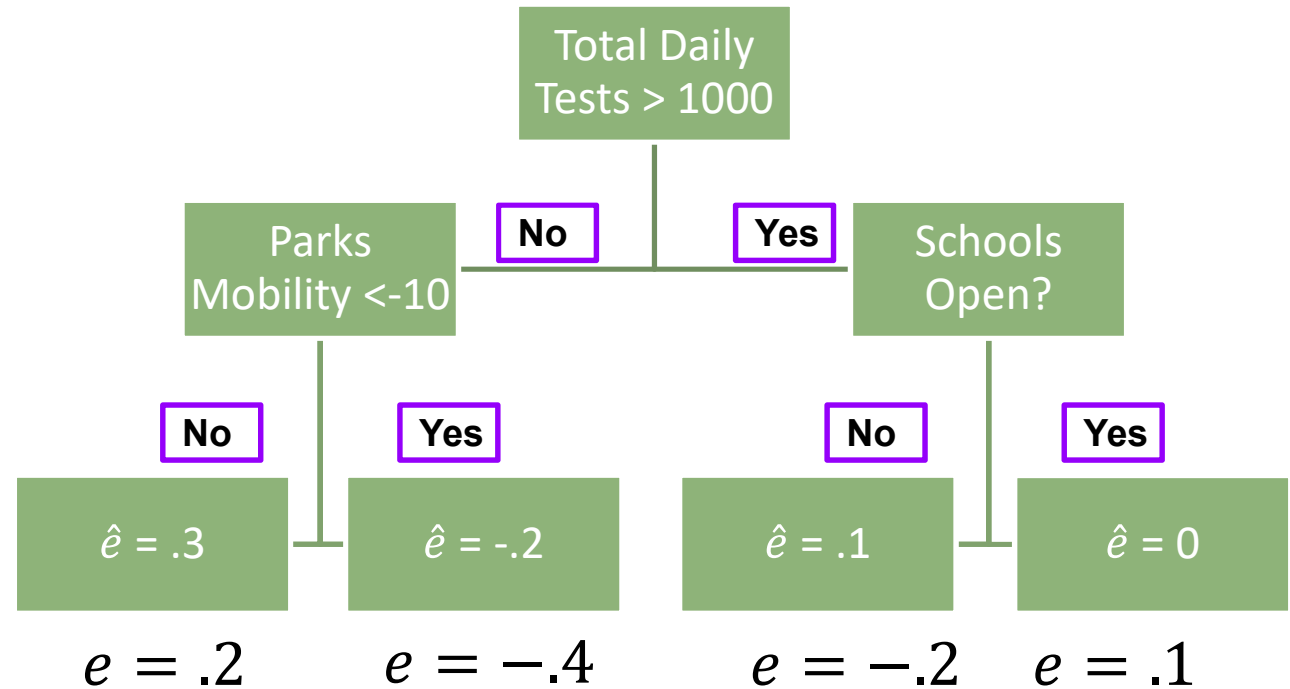 Total Daily
Tests > 1000
No
Yes
Parks
Mobility <-10
Schools
Open?
No
Yes
No
Yes
ê = .3
ê = -.2
ê = .1
ê = 0
e = .2
e = −.4
e = −.2
e = .1